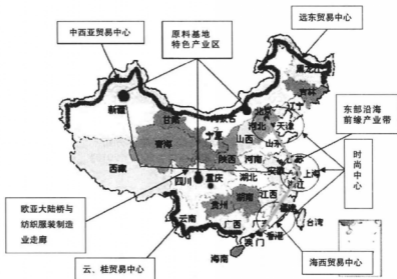 中西亚贸易中心
原料基地
特色产业区
远东贸易中心
黑龙江
吉林
辽宁
新疆
甘肃
内蒙古
北京
河北
天津
宁夏
山西
山东
青海
陕西
河南
江苏
东部沿海
前缘产业带
西藏
四川
重庆
湖北
安徽
上海
浙江
时
尚
中
心
欧亚大陆桥与
纺织服装制造
业走廊
贵州
湖南
江西
福建
云南
广西
广东
台湾
香港
澳门
海南
云、桂贸易中心
海西贸易中心